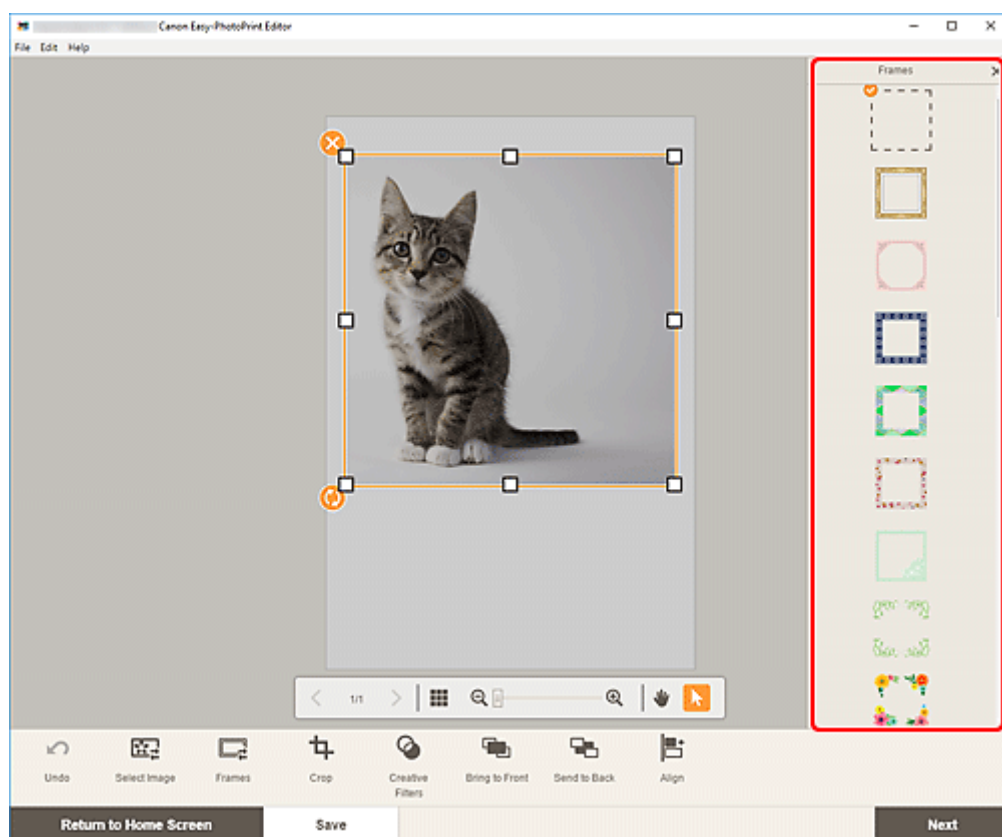 Canon Easy-PhotoPrint Editor
File Edit Help
Frames
1/1
Undo
Select Image
Frames
Crop
Creative
Filters
Bring to Front
Send to Back
Align
Return to Home Screen
Save
Next